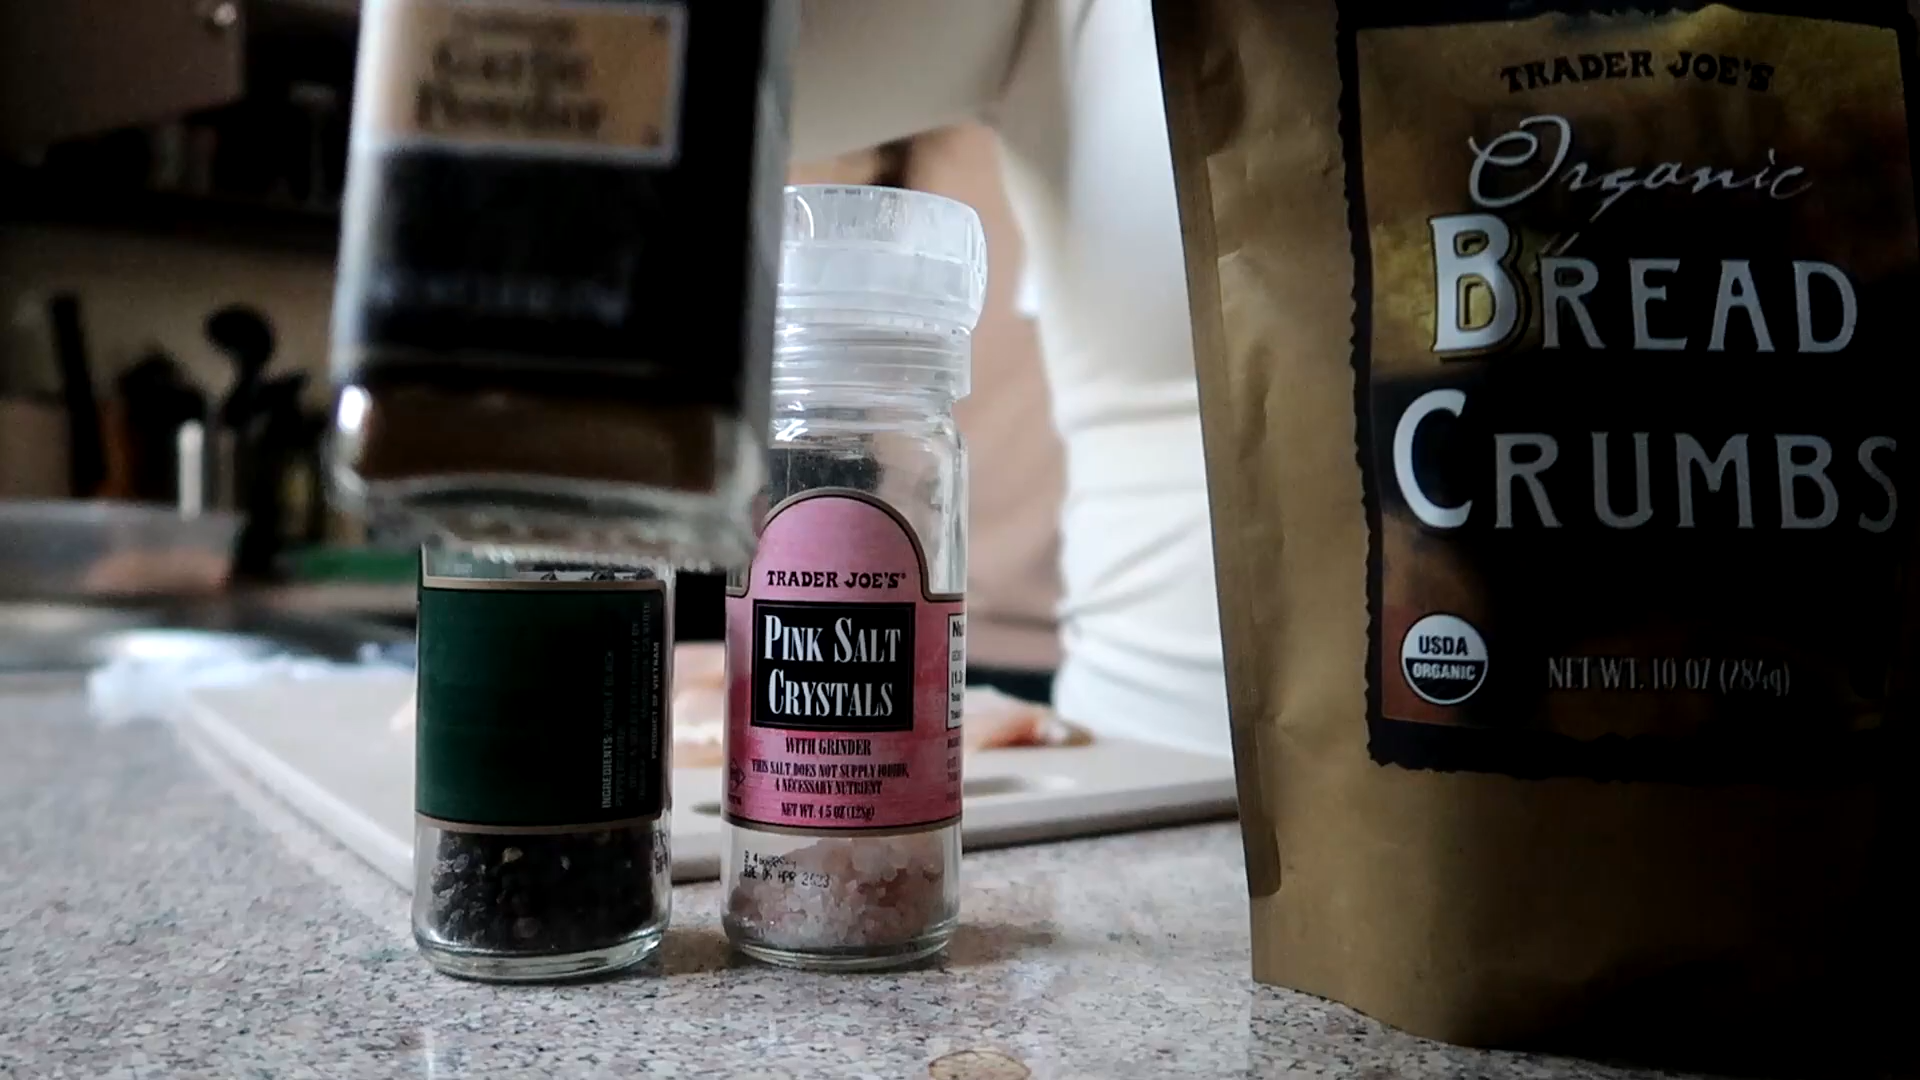 Garlic
Powder
TRADER JOE'S
PINK SALT
CRYSTALS
WITH GRINDER
THIS SALT DOES NOT SUPPLY IODIDE,
A NECESSARY NUTRIENT
NET WT. 4.5 OZ (128g)
INGREDIENTS: WHOLE BLACK
PRODUCT OF VIETNAM
TRADER JOE'S
Organic
BREAD
CRUMBS
USDA
ORGANIC
NET WT. 10 OZ (284g)